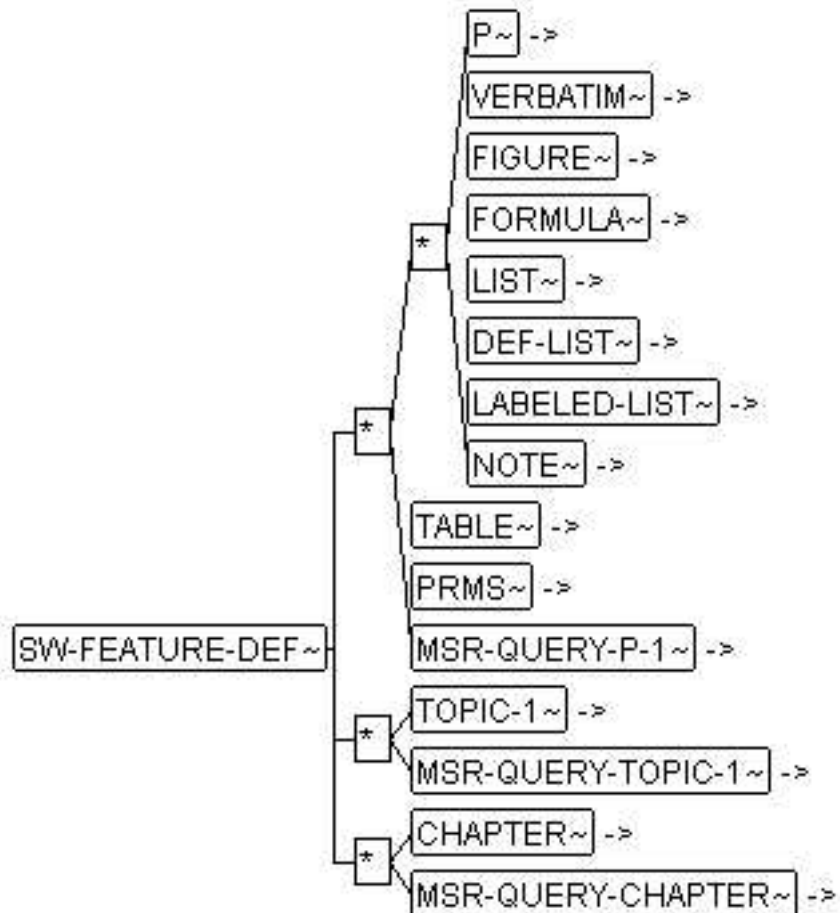 P~ ->
VERBATIM~ ->
FIGURE~ ->
FORMULA~ ->
*
LIST~ ->
DEF-LIST~ ->
LABELED-LIST~ ->
*
NOTE~ ->
TABLE~ ->
PRMS~ ->
SW-FEATURE-DEF~
MSR-QUERY-P-1~ ->
TOPIC-1~ ->
*
MSR-QUERY-TOPIC-1~ ->
CHAPTER~ ->
*
MSR-QUERY-CHAPTER~ ->